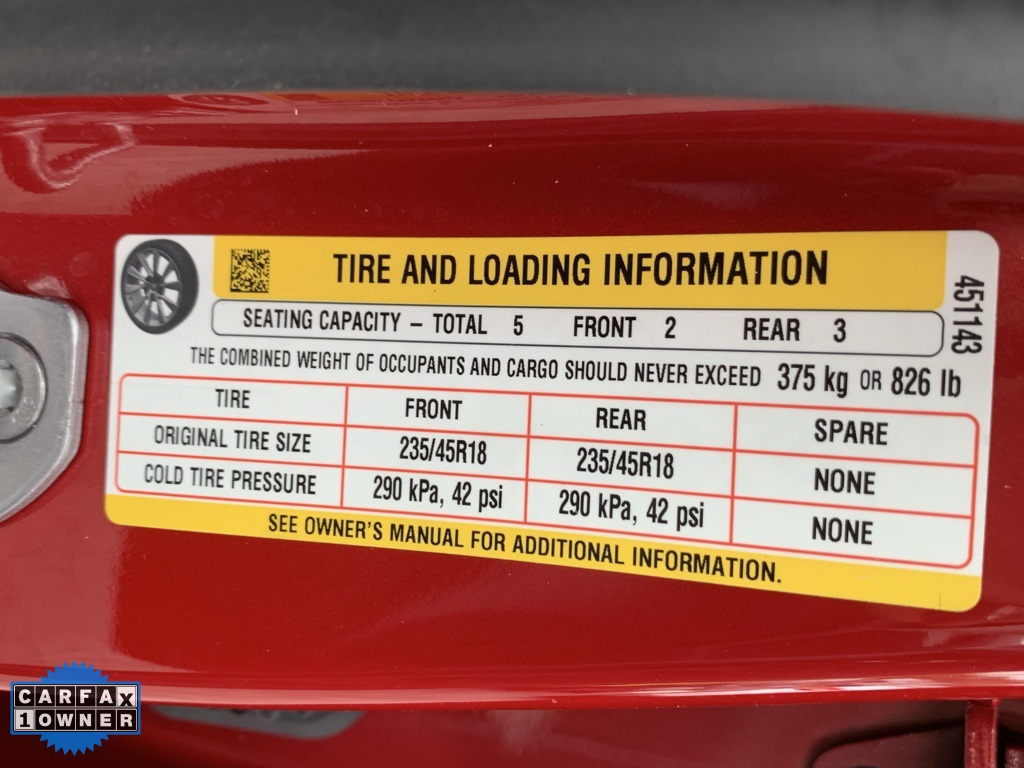 TIRE AND LOADING INFORMATION
451143
SEATING CAPACITY – TOTAL 5 FRONT 2 REAR 3
THE COMBINED WEIGHT OF OCCUPANTS AND CARGO SHOULD NEVER EXCEED 375 kg OR 826 lb
TIRE FRONT REAR SPARE
ORIGINAL TIRE SIZE 235/45R18 235/45R18 NONE
COLD TIRE PRESSURE 290 kPa, 42 psi 290 kPa, 42 psi NONE
SEE OWNER'S MANUAL FOR ADDITIONAL INFORMATION.
CARFAX
1 OWNER